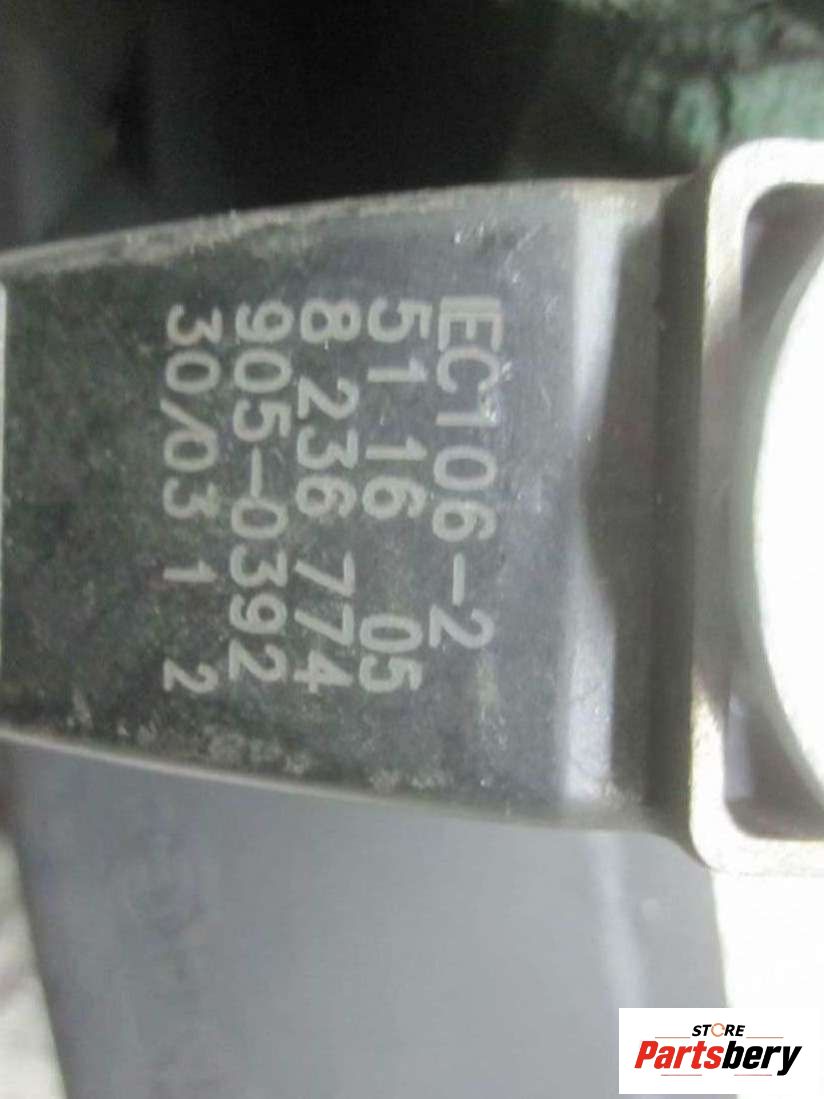 EC106-2
51 16 05
8 236 774
905-0392
30/03 1 2
STORE
Partsbery